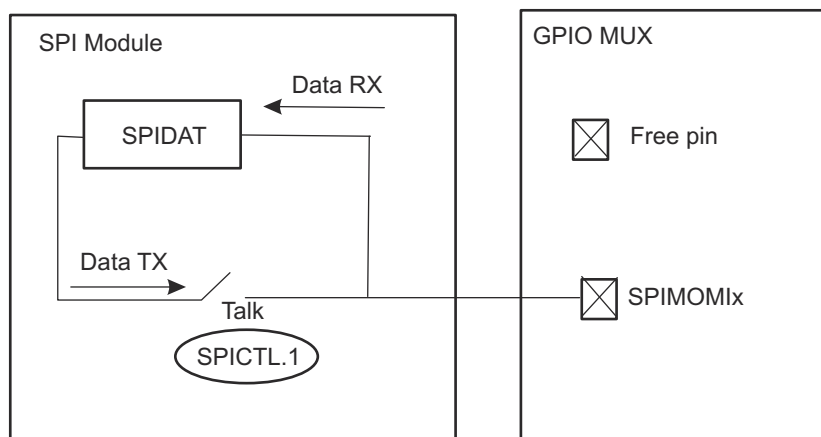 SPI Module
GPIO MUX
Data RX
SPIDAT
Free pin
Data TX
SPIMOMIx
Talk
SPICTL.1